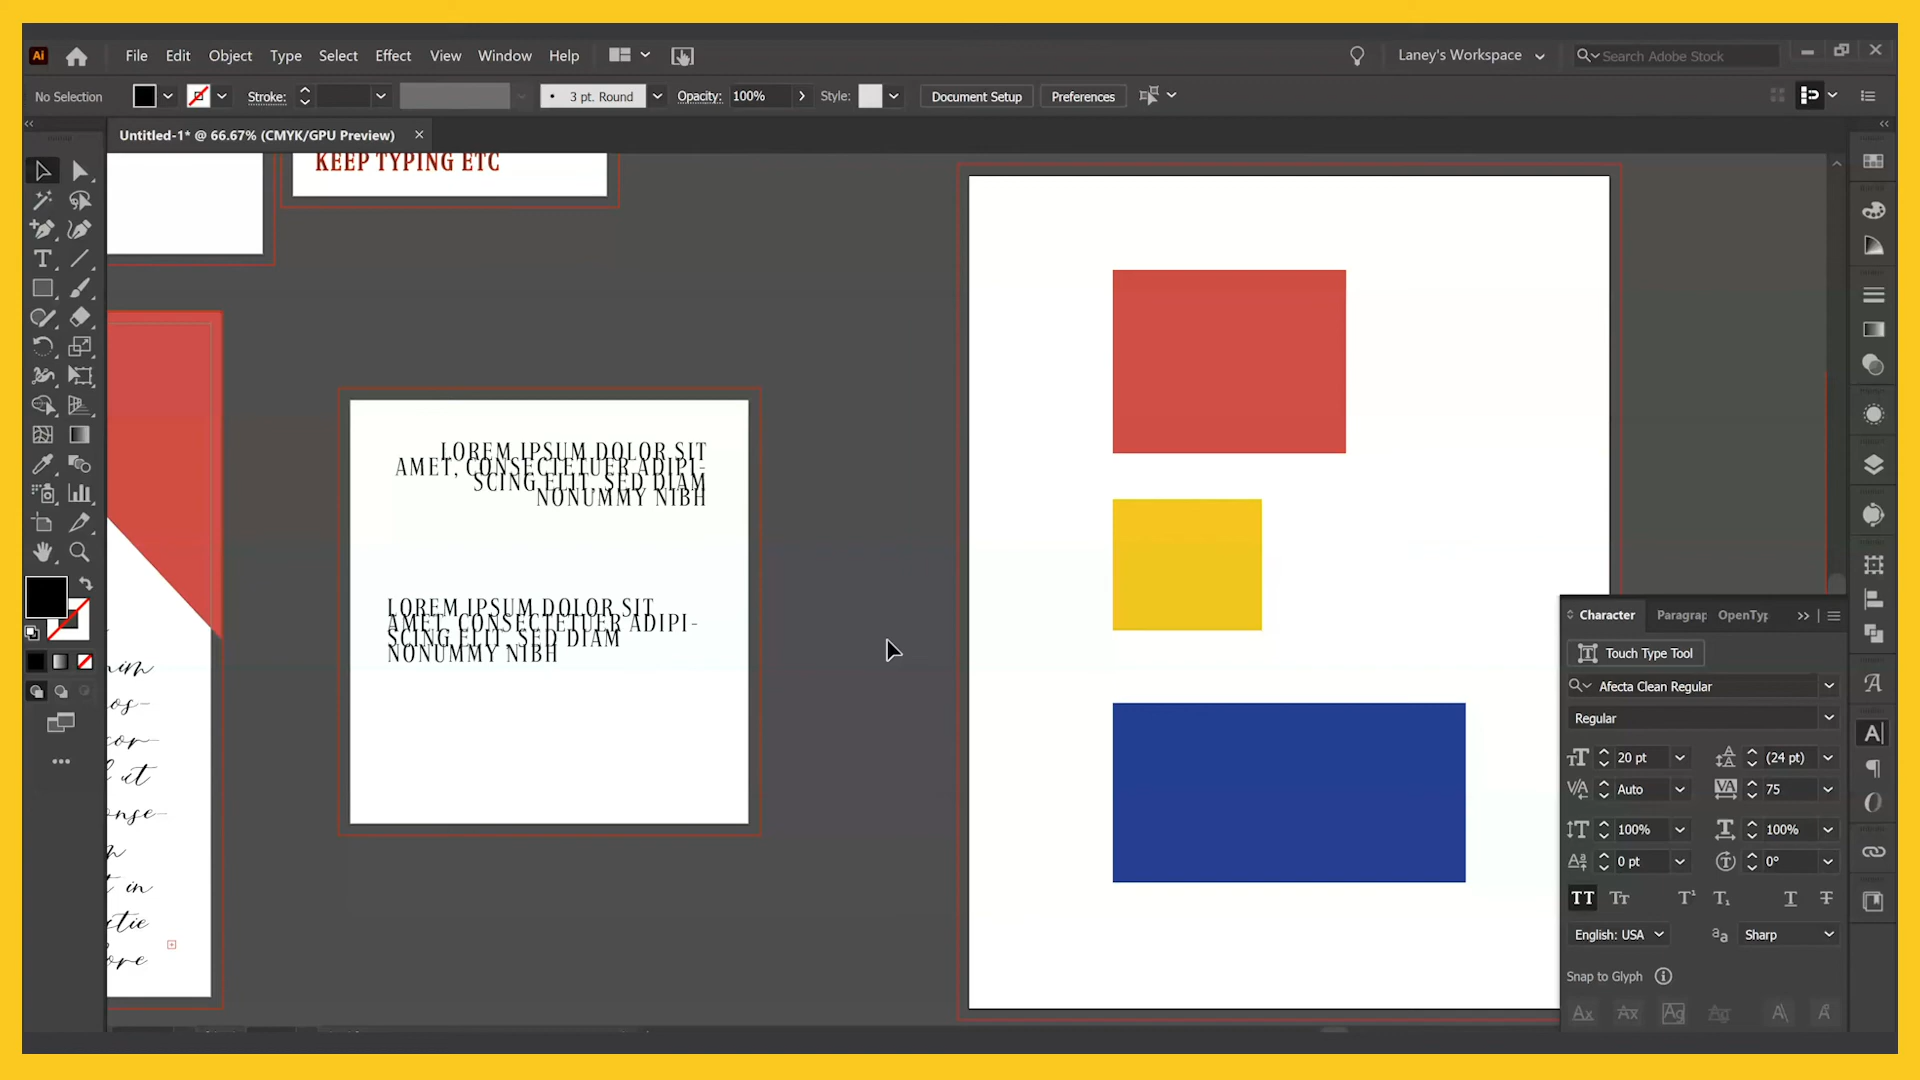 Ai File Edit Object Type Select Effect View Window Help Laney's Workspace Search Adobe Stock
No Selection Stroke: 3 pt. Round Opacity: 100% Style: Document Setup Preferences
Untitled-1* @ 66.67% (CMYK/GPU Preview)
KEEP TYPING ETC
LOREM IPSUM DOLOR SIT
AMET, CONSECTETUER ADIPI-
SCING ELIT, SED DIAM
NONUMMY NIBH
LOREM IPSUM DOLOR SIT
AMET, CONSECTETUER ADIPI-
SCING ELIT, SED DIAM
NONUMMY NIBH
ut
in
Character Paragrap OpenTyp
Touch Type Tool
Afecta Clean Regular
Regular
20 pt (24 pt)
Auto 75
100% 100%
0 pt 0°
English: USA Sharp
Snap to Glyph